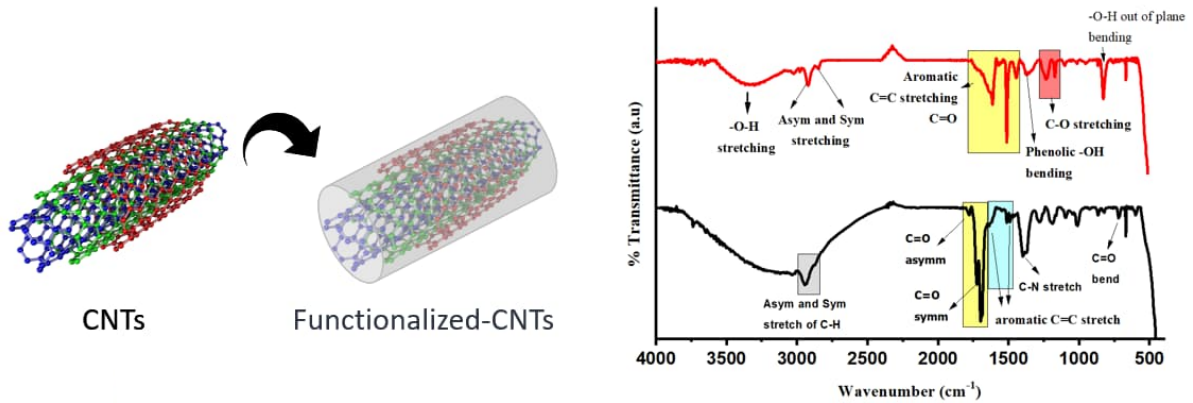 CNTs
Functionalized-CNTs
% Transmittance (a.u)
-O-H out of plane
bending
Aromatic
C=C stretching
C=O
-O-H
stretching
Asym and Sym
stretching
C-O stretching
Phenolic -OH
bending
C=O
asymm
C=O
symm
C-N stretch
C=O
bend
Asym and Sym
stretch of C-H
aromatic C=C stretch
4000 3500 3000 2500 2000 1500 1000 500
Wavenumber (cm⁻¹)